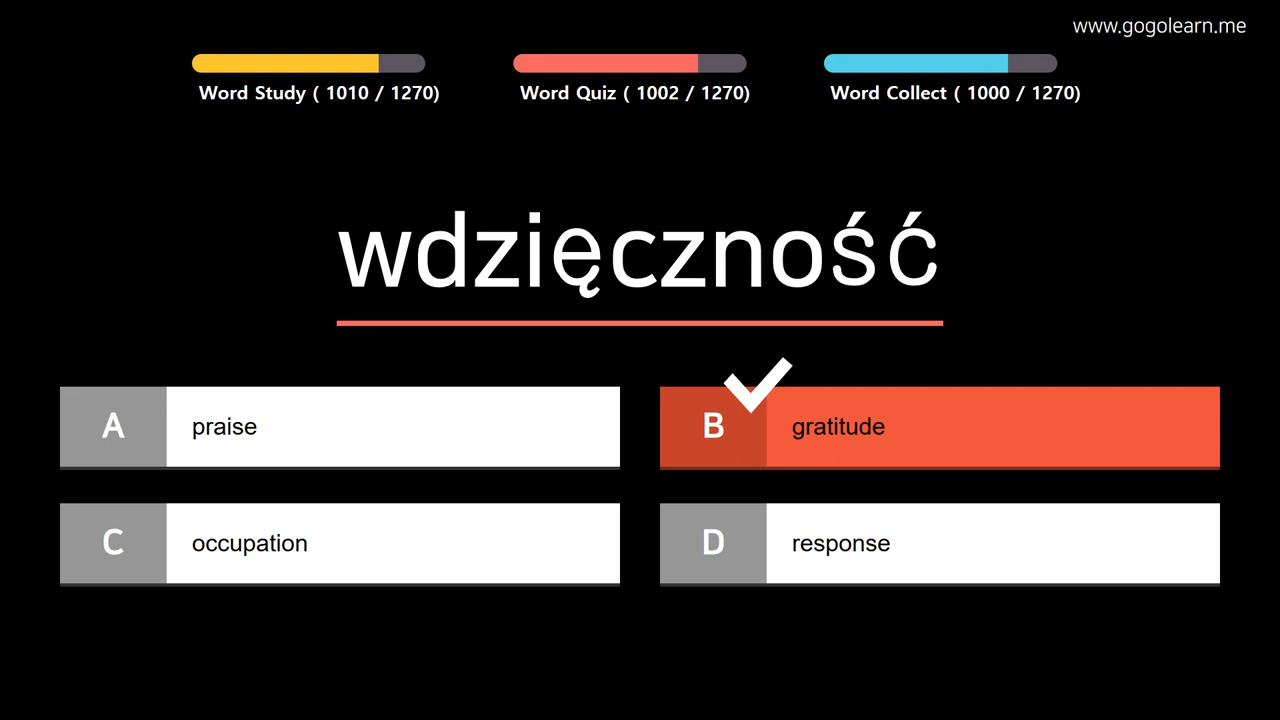 www.gogolearn.me
Word Study ( 1010 / 1270)
Word Quiz ( 1002 / 1270)
Word Collect ( 1000 / 1270)
wdzięczność
A praise
B gratitude
C occupation
D response